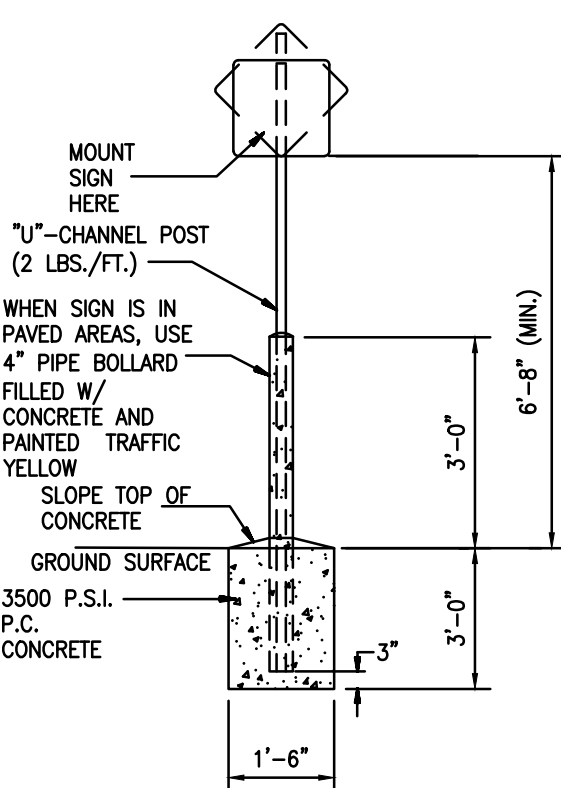 MOUNT
SIGN
HERE
"U"-CHANNEL POST
(2 LBS./FT.)
WHEN SIGN IS IN
PAVED AREAS, USE
4" PIPE BOLLARD
FILLED W/
CONCRETE AND
PAINTED TRAFFIC
YELLOW
SLOPE TOP OF
CONCRETE
GROUND SURFACE
3500 P.S.I.
P.C.
CONCRETE
6'-8" (MIN.)
3'-0"
3'-0"
3"
1'-6"